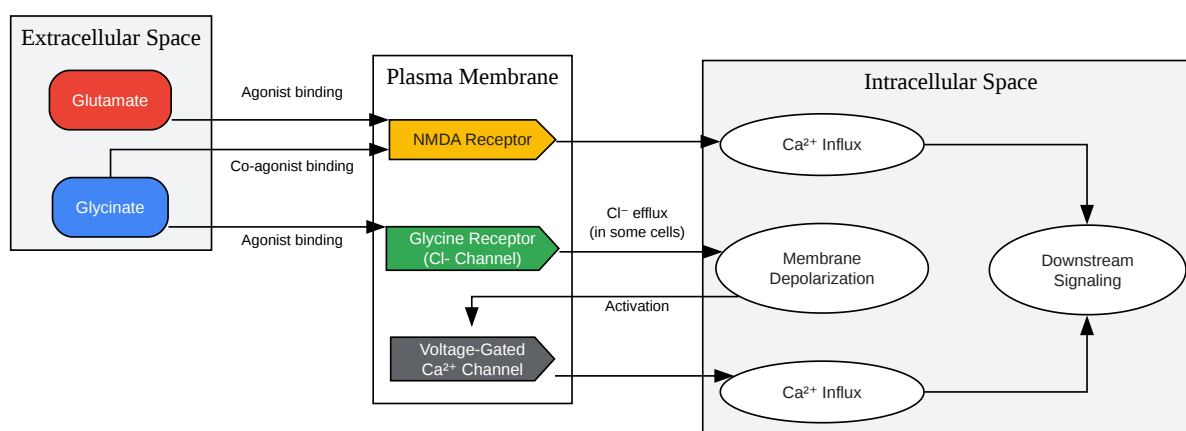 Extracellular Space
Glutamate
Glycinate
Agonist binding
Co-agonist binding
Agonist binding
Plasma Membrane
NMDA Receptor
Glycine Receptor
(Cl- Channel)
Voltage-Gated
Ca²⁺ Channel
Cl⁻ efflux
(in some cells)
Activation
Intracellular Space
Ca²⁺ Influx
Membrane
Depolarization
Ca²⁺ Influx
Downstream
Signaling